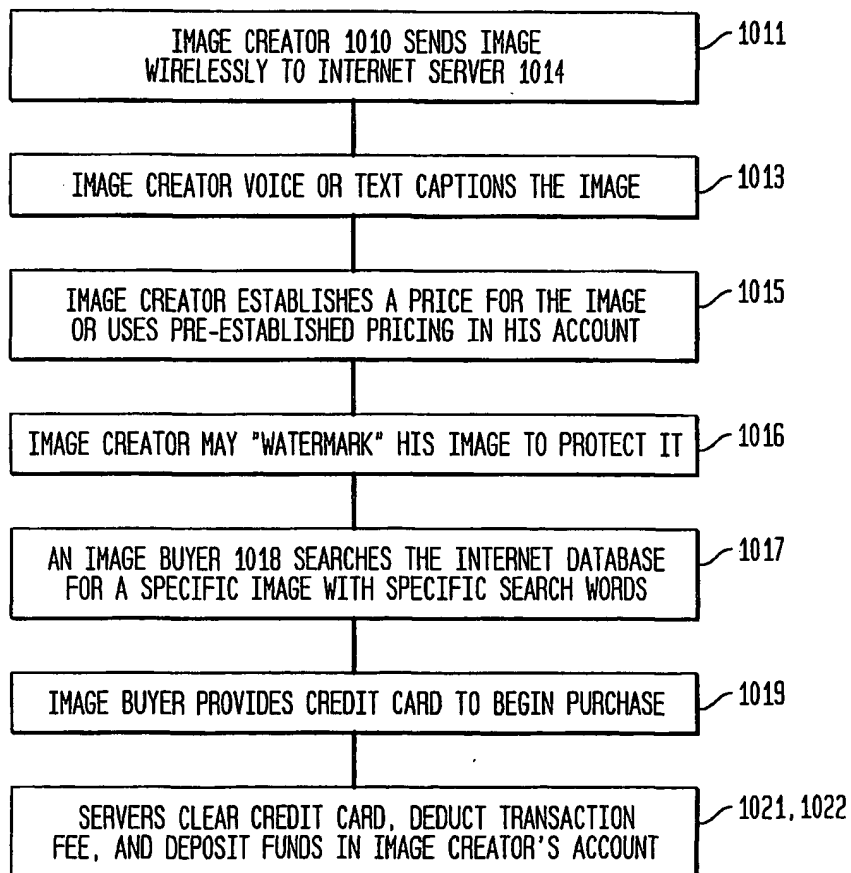 IMAGE CREATOR 1010 SENDS IMAGE
WIRELESSLY TO INTERNET SERVER 1014
1011
IMAGE CREATOR VOICE OR TEXT CAPTIONS THE IMAGE
1013
IMAGE CREATOR ESTABLISHES A PRICE FOR THE IMAGE
OR USES PRE-ESTABLISHED PRICING IN HIS ACCOUNT
1015
IMAGE CREATOR MAY "WATERMARK" HIS IMAGE TO PROTECT IT
1016
AN IMAGE BUYER 1018 SEARCHES THE INTERNET DATABASE
FOR A SPECIFIC IMAGE WITH SPECIFIC SEARCH WORDS
1017
IMAGE BUYER PROVIDES CREDIT CARD TO BEGIN PURCHASE
1019
SERVERS CLEAR CREDIT CARD, DEDUCT TRANSACTION
FEE, AND DEPOSIT FUNDS IN IMAGE CREATOR'S ACCOUNT
1021, 1022